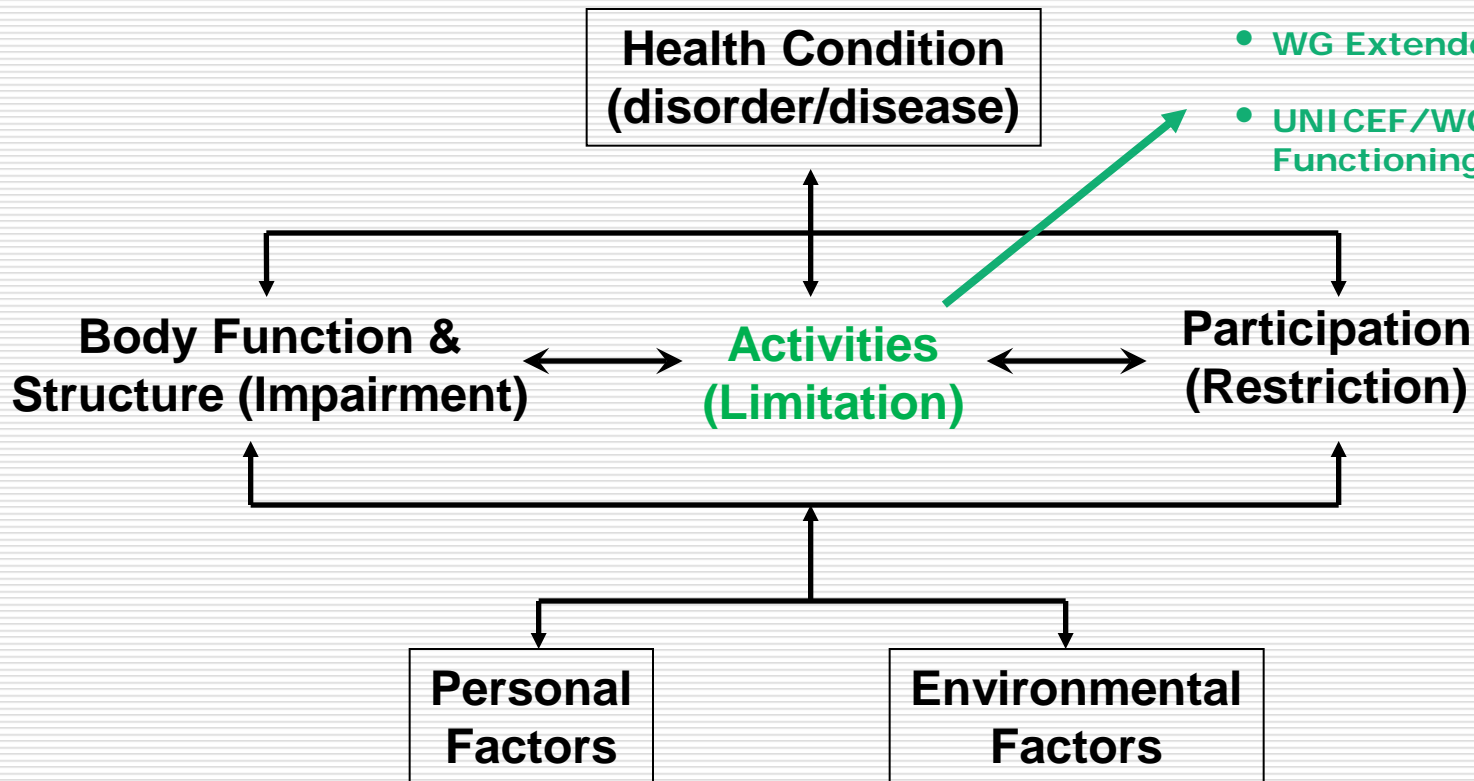 Health Condition
(disorder/disease)
• WG
• UNICEF/WG
Functioning
Body Function &
Structure (Impairment)
Activities
(Limitation)
Participation
(Restriction)
Personal
Factors
Environmental
Factors